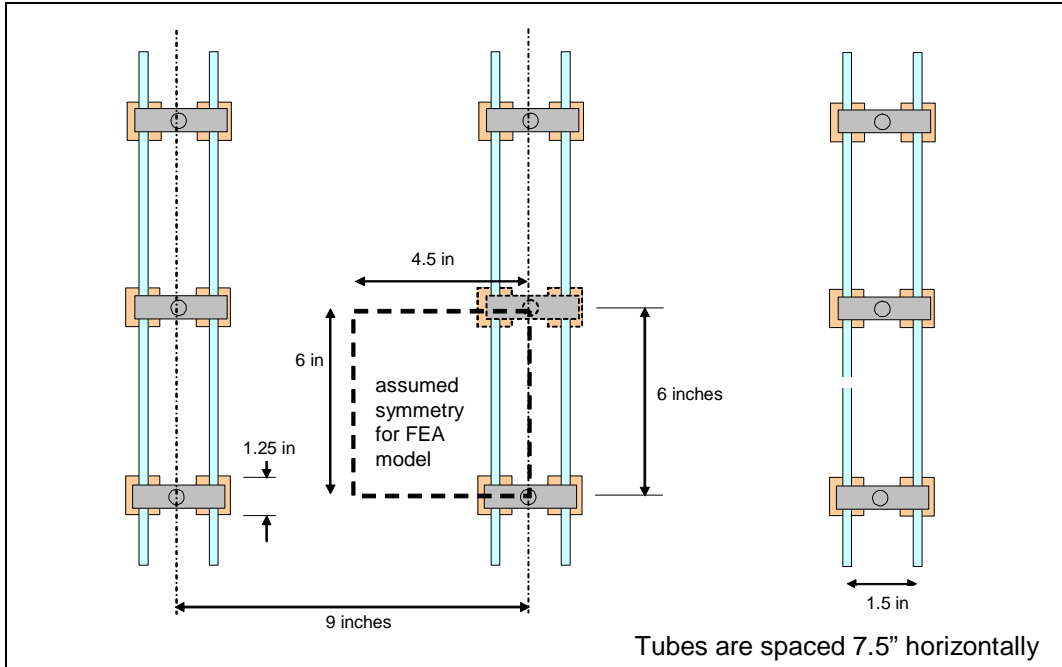 4.5 in
6 in
assumed
symmetry
for FEA
model
6 inches
1.25 in
1.5 in
9 inches
Tubes are spaced 7.5” horizontally